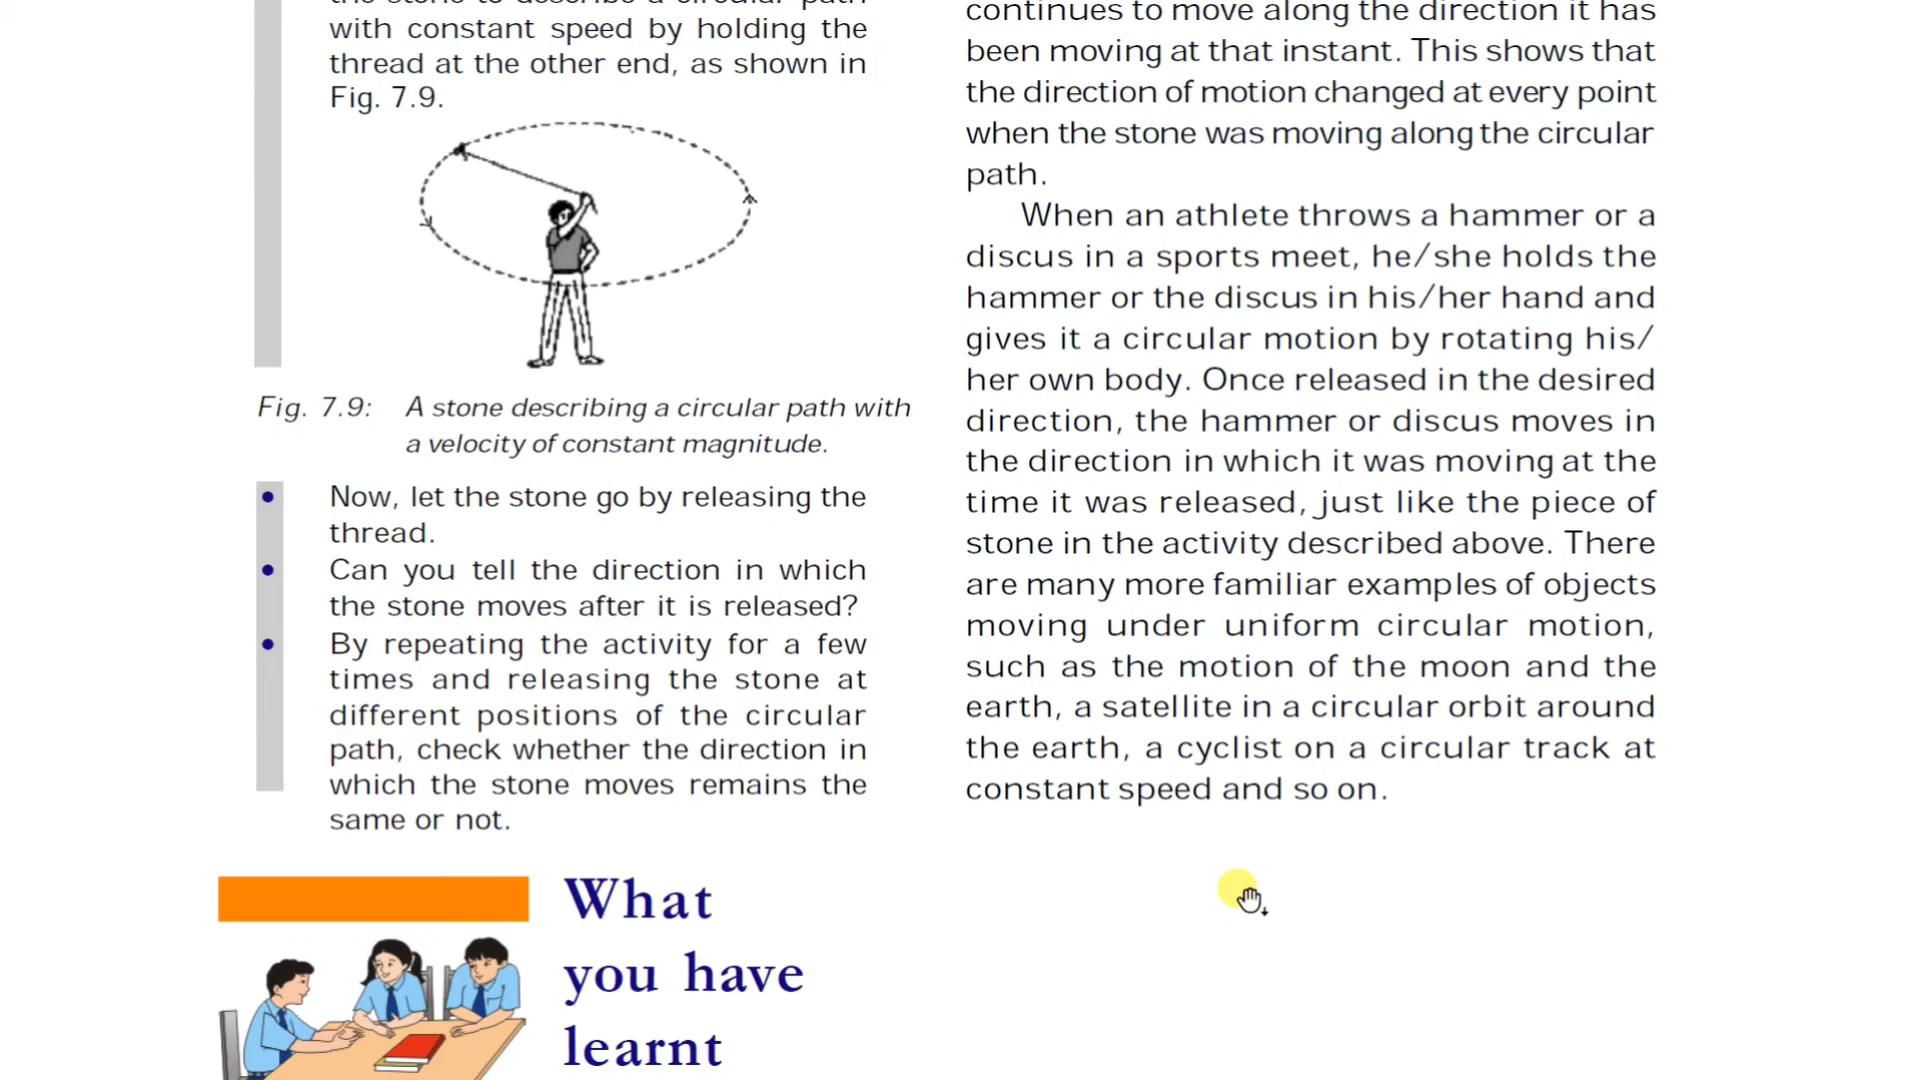 the stone to describe a circular path
with constant speed by holding the
thread at the other end, as shown in
Fig. 7.9.
Fig. 7.9: A stone describing a circular path with
a velocity of constant magnitude.
• Now, let the stone go by releasing the
thread.
• Can you tell the direction in which
the stone moves after it is released?
• By repeating the activity for a few
times and releasing the stone at
different positions of the circular
path, check whether the direction in
which the stone moves remains the
same or not.
What
you have
learnt
continues to move along the direction it has
been moving at that instant. This shows that
the direction of motion changed at every point
when the stone was moving along the circular
path.
When an athlete throws a hammer or a
discus in a sports meet, he/she holds the
hammer or the discus in his/her hand and
gives it a circular motion by rotating his/
her own body. Once released in the desired
direction, the hammer or discus moves in
the direction in which it was moving at the
time it was released, just like the piece of
stone in the activity described above. There
are many more familiar examples of objects
moving under uniform circular motion,
such as the motion of the moon and the
earth, a satellite in a circular orbit around
the earth, a cyclist on a circular track at
constant speed and so on.